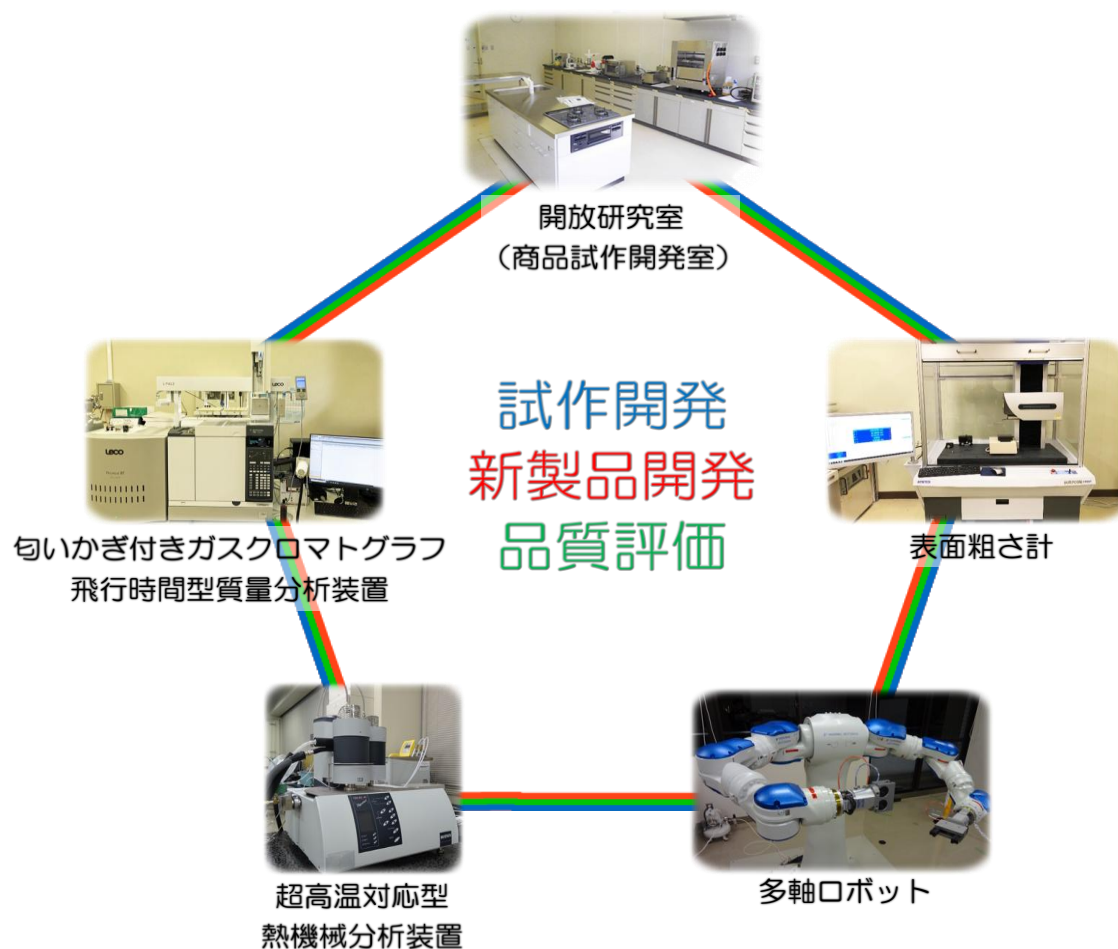 開放研究室
（商品試作開発室）
試作開発
新製品開発
品質評価
匂いかぎ付きガスクロマトグラフ
飛行時間型質量分析装置
表面粗さ計
超高温対応型
熱機械分析装置
多軸ロボット
LECO
LECO